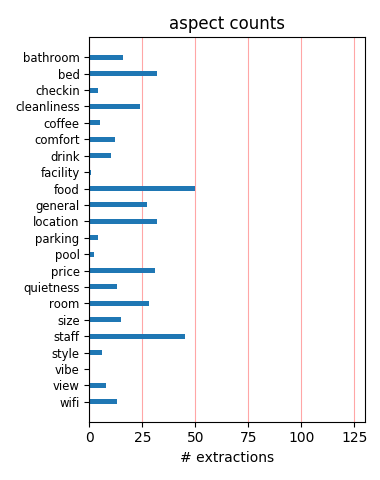 aspect counts
bathroom
bed
checkin
cleanliness
coffee
comfort
drink
facility
food
general
location
parking
pool
price
quietness
room
size
staff
style
vibe
view
wifi
0 25 50 75 100 125
# extractions